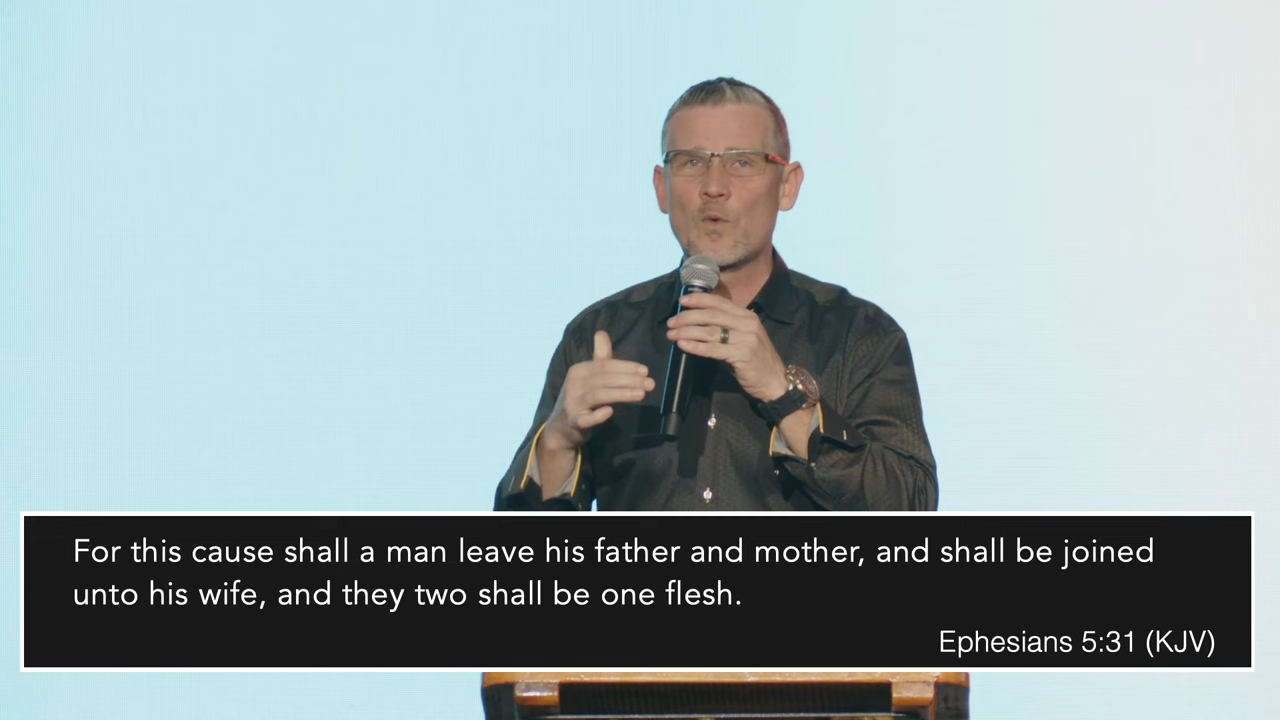 For this cause shall a man leave his father and mother, and shall be joined
unto his wife, and they two shall be one flesh.
Ephesians 5:31 (KJV)